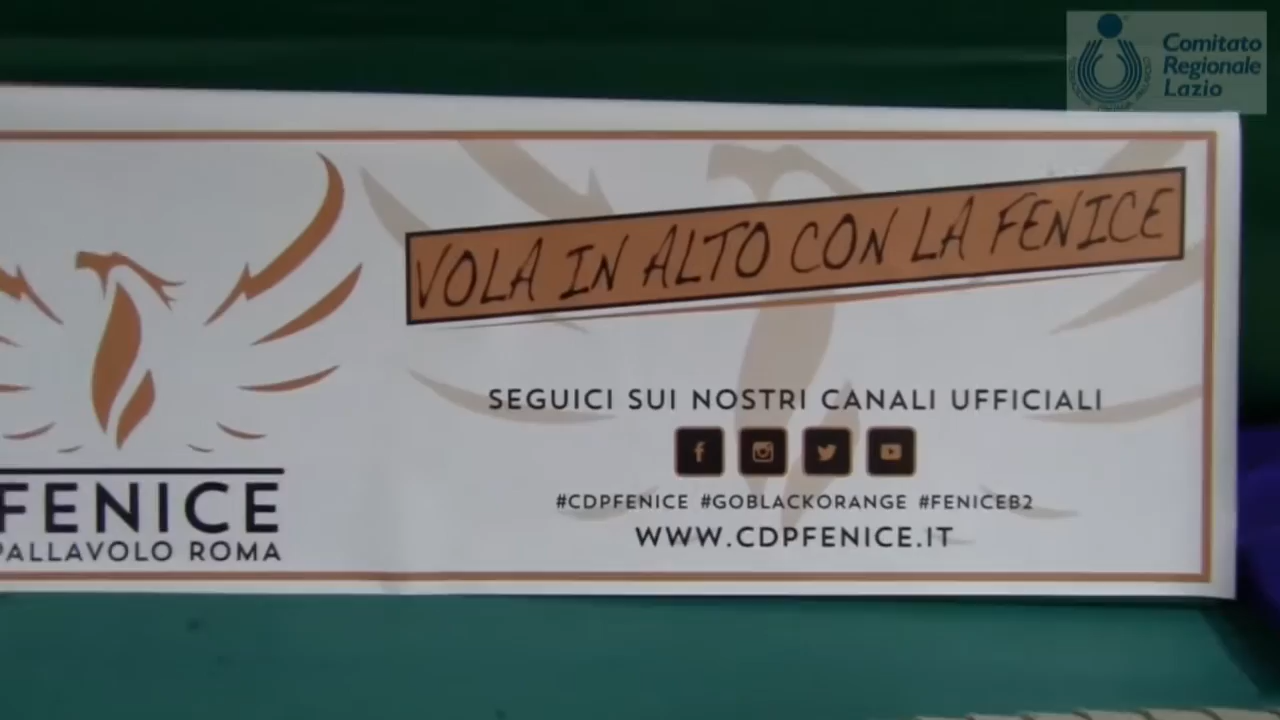 Comitato
Regionale
Lazio
VOLA IN ALTO CON LA FENICE
SEGUICI SUI NOSTRI CANALI UFFICIALI
#CDPFENICE #GOBLACKORANGE #FENICEB2
WWW.CDPFENICE.IT
FENICE
PALLAVOLO ROMA